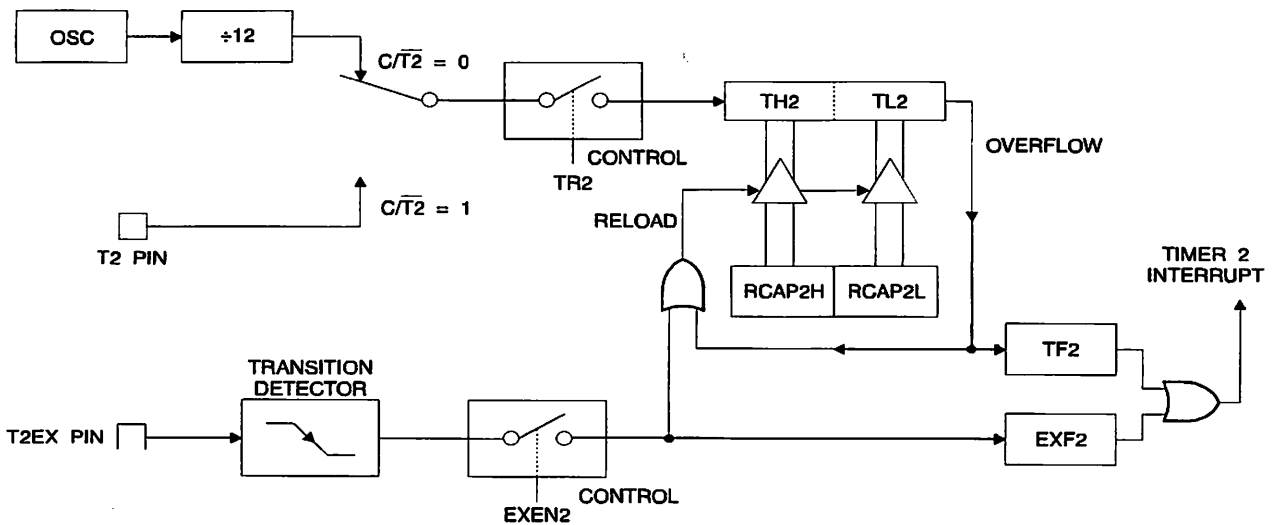 OSC
÷12
C/T2̅ = 0
TH2
TL2
OVERFLOW
CONTROL
TR2
C/T2̅ = 1
T2 PIN
RELOAD
RCAP2H
RCAP2L
TIMER 2
INTERRUPT
TRANSITION
DETECTOR
TF2
T2EX PIN
EXF2
CONTROL
EXEN2